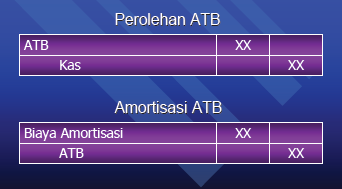 Perolehan ATB
ATB XX
Kas XX
Amortisasi ATB
Biaya Amortisasi XX
ATB XX